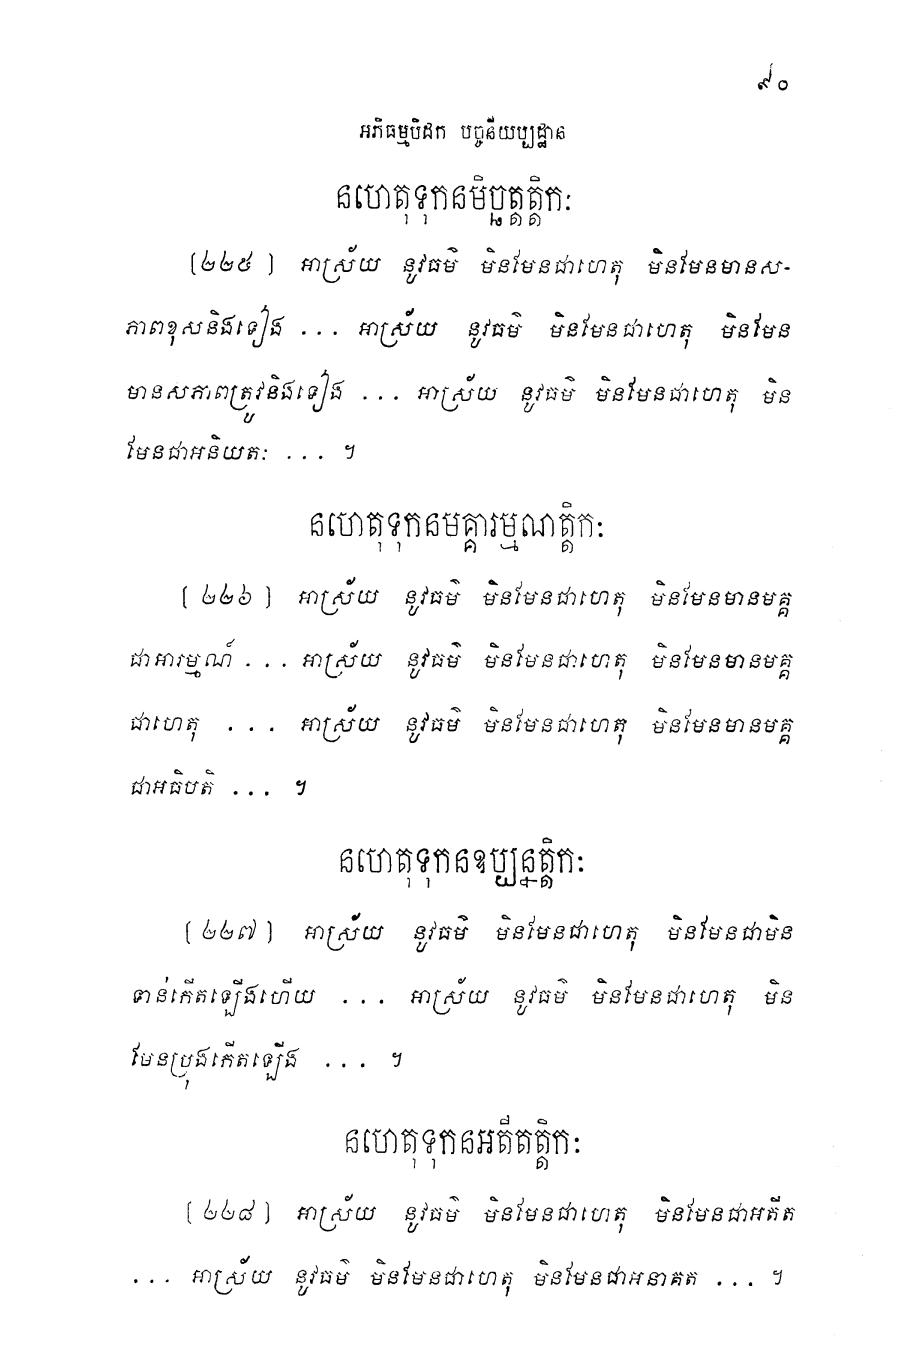 ៩០
អភិធម្មបិដក បច្ចនីយប្បដ្ឋាន
នហេតុទុកនមិច្ឆត្តត្តិកៈ
(២២៥) អាស្រ័យ នូវធម៌ មិនមែនជាហេតុ មិនមែនមានស-
ភាពខុសនិងទៀង ... អាស្រ័យ នូវធម៌ មិនមែនជាហេតុ មិនមែន
មានសភាពត្រូវនិងទៀង ... អាស្រ័យ នូវធម៌ មិនមែនជាហេតុ មិន
មែនជាអនិយតៈ ... ។
នហេតុទុកនមគ្គារម្មណត្តិកៈ
(២២៦) អាស្រ័យ នូវធម៌ មិនមែនជាហេតុ មិនមែនមានមគ្គ
ជាអារម្មណ៍ ... អាស្រ័យ នូវធម៌ មិនមែនជាហេតុ មិនមែនមានមគ្គ
ជាហេតុ ... អាស្រ័យ នូវធម៌ មិនមែនជាហេតុ មិនមែនមានមគ្គ
ជាអធិបតិ ... ។
នហេតុទុកនឧប្បន្នត្តិកៈ
(២២៧) អាស្រ័យ នូវធម៌ មិនមែនជាហេតុ មិនមែនជាមិន
ទាន់កើតឡើងហើយ ... អាស្រ័យ នូវធម៌ មិនមែនជាហេតុ មិន
មែនប្រុងកើតឡើង ... ។
នហេតុទុកនអតីតត្តិកៈ
(២២៨) អាស្រ័យ នូវធម៌ មិនមែនជាហេតុ មិនមែនជាអតីត
... អាស្រ័យ នូវធម៌ មិនមែនជាហេតុ មិនមែនជាអនាគត ... ។